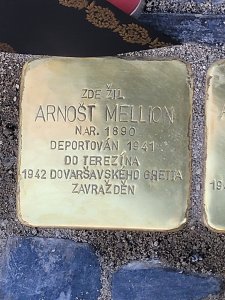 ZDE ŽIL
ARNOŠT MELLION
NAR. 1890
DEPORTOVÁN 1941
DO TEREZÍNA
1942 DO VARŠAVSKÉHO GHETTA
ZAVRAŽDĚN